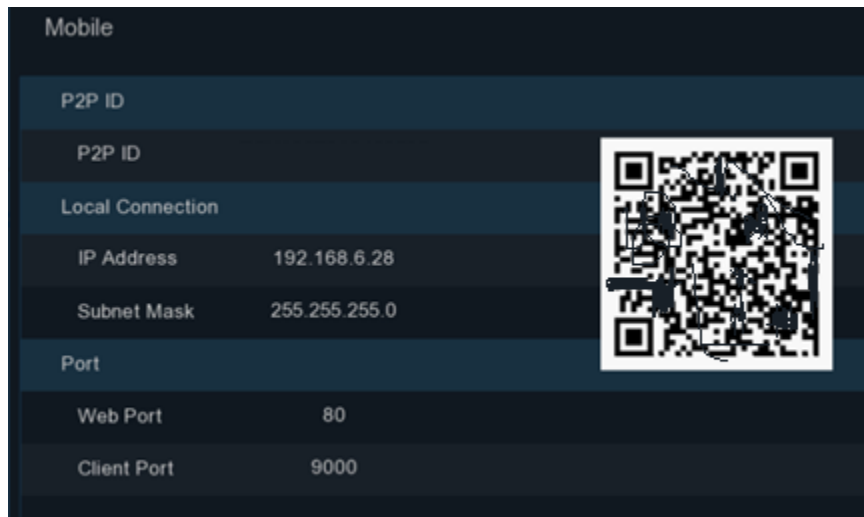 Mobile
P2P ID
P2P ID
Local Connection
IP Address 192.168.6.28
Subnet Mask 255.255.255.0
Port
Web Port 80
Client Port 9000